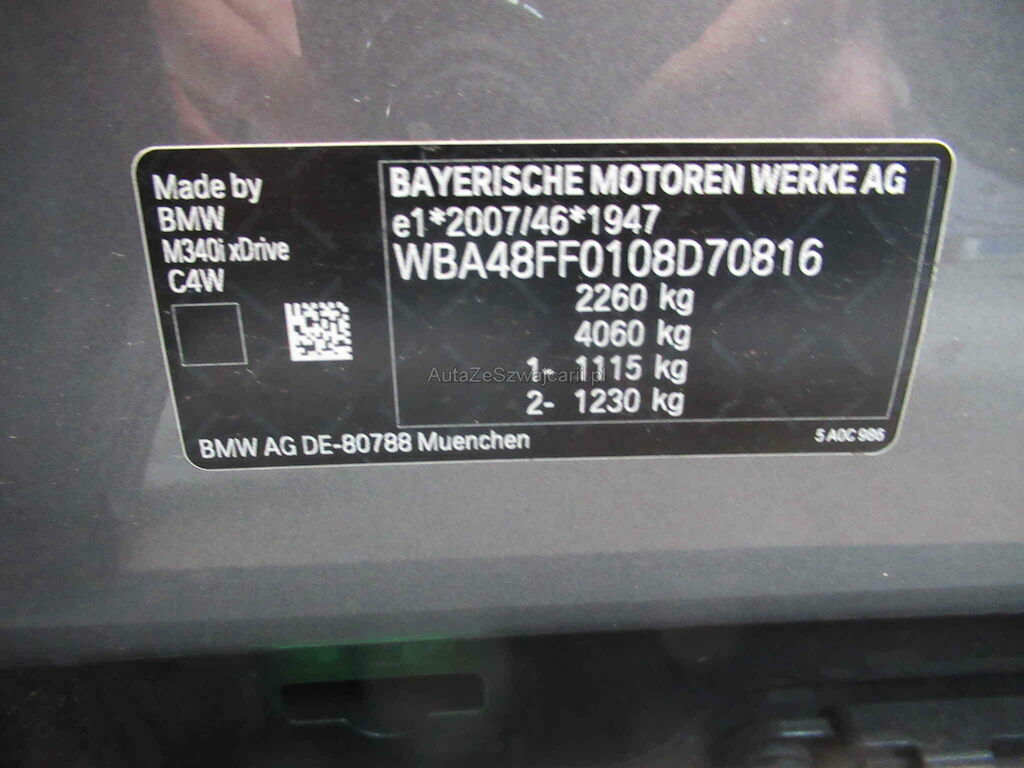 Made by
BMW
M340i xDrive
C4W
BAYERISCHE MOTOREN WERKE AG
e1*2007/46*1947
WBA48FF0108D70816
2260 kg
4060 kg
1- 1115 kg
2- 1230 kg
AutaZeSzwajcarii.pl
BMW AG DE-80788 Muenchen
5 A0C 986